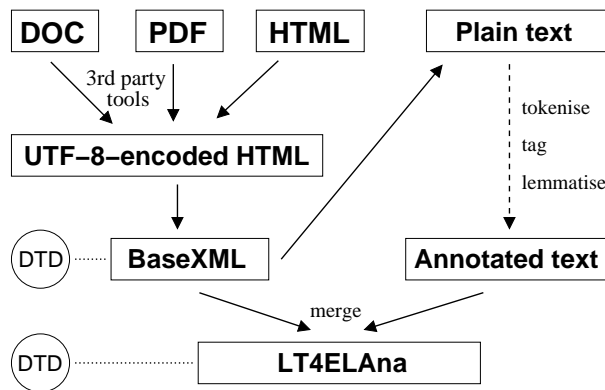 DOC
PDF
HTML
Plain text
3rd party
tools
tokenise
tag
lemmatise
UTF−8−encoded HTML
DTD
BaseXML
Annotated text
merge
DTD
LT4ELAna